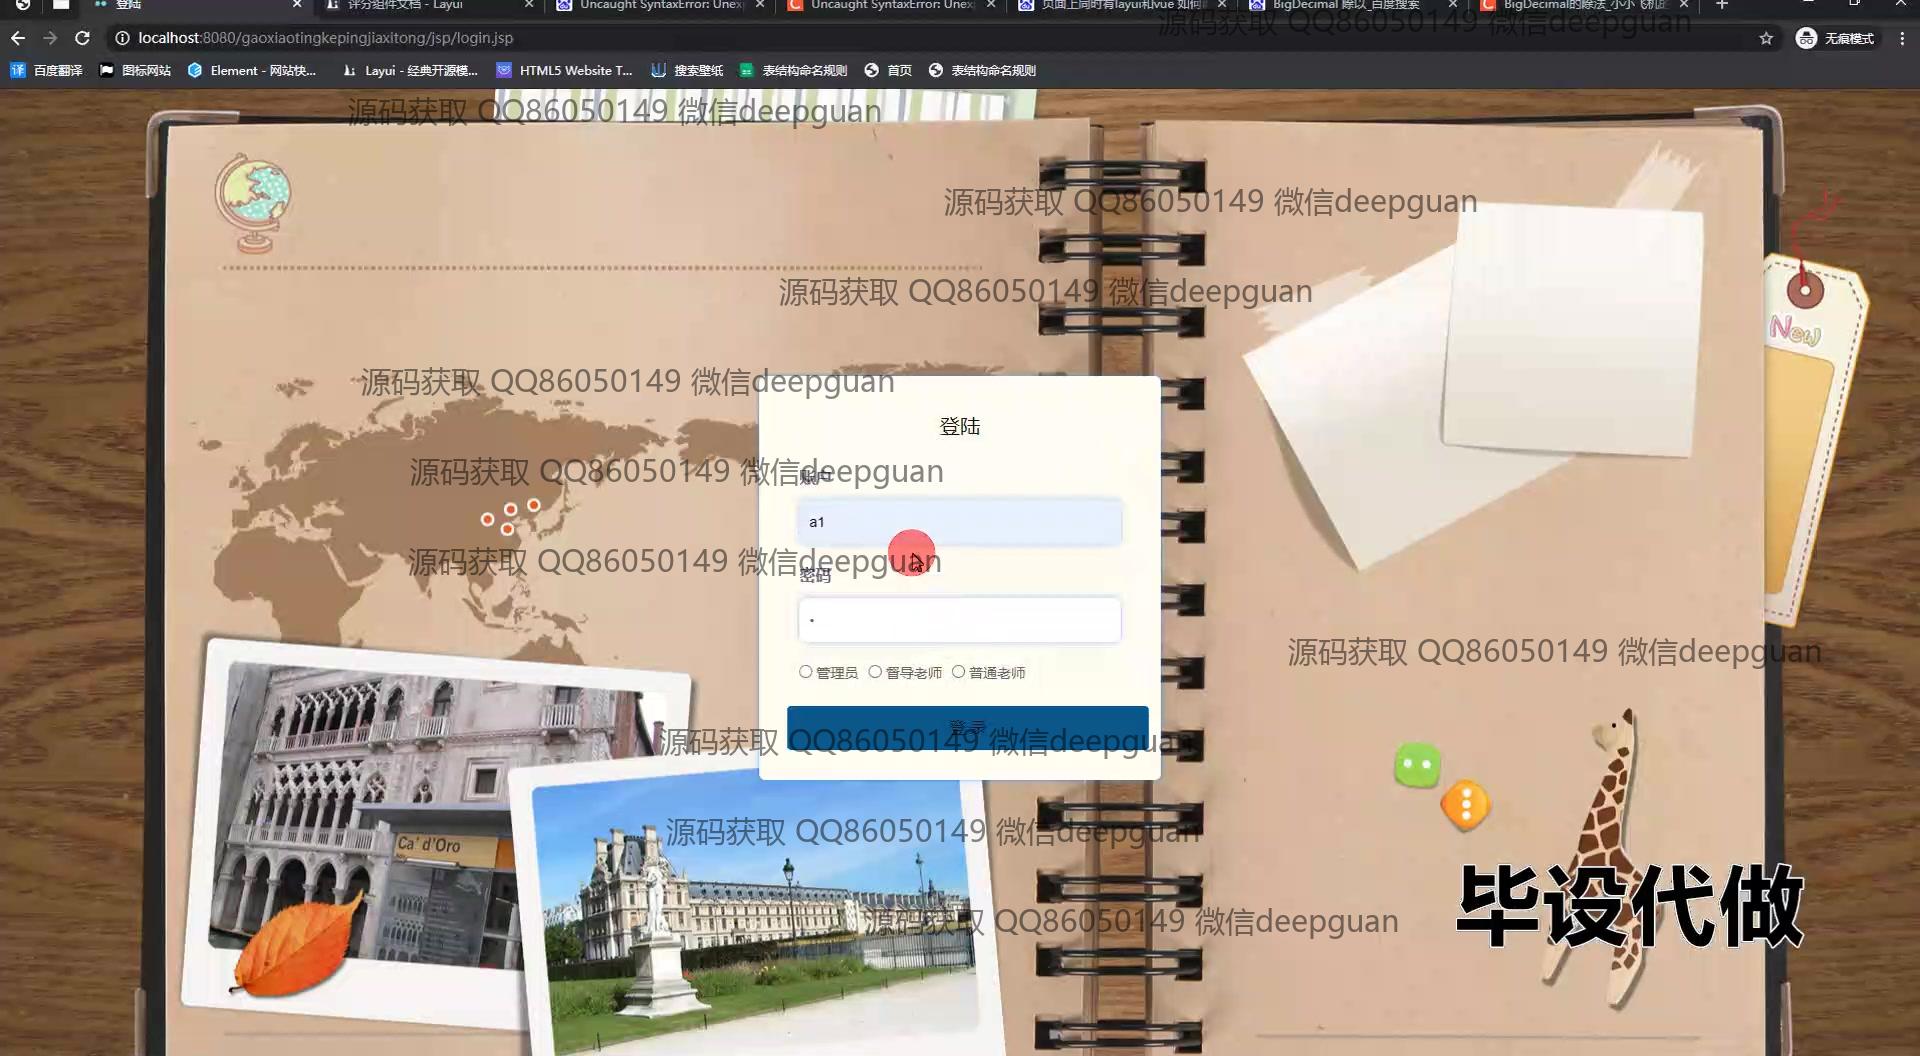 登陆
评分组件文档 - Layui
Uncaught SyntaxError: Unex
Uncaught SyntaxError: Unex
页面上同时有layui和vue 如何
BigDecimal 除以_百度搜索
BigDecimal的除法_小小飞机的
源码获取 QQ86050149 微信deepguan
localhost:8080/gaoxiaotingkepingjiaxitong/jsp/login.jsp
无痕模式
译 百度翻译
图标网站
Element - 网站快...
Layui - 经典开源模...
HTML5 Website T...
搜索壁纸
表结构命名规则
首页
表结构命名规则
源码获取 QQ86050149 微信deepguan
源码获取 QQ86050149 微信deepguan
源码获取 QQ86050149 微信deepguan
New
源码获取 QQ86050149 微信deepguan
登陆
源码获取 QQ86050149 微信deepguan
账户
a1
源码获取 QQ86050149 微信deepguan
密码
源码获取 QQ86050149 微信deepguan
管理员 督导老师 普通老师
登录
源码获取 QQ86050149 微信deepguan
源码获取 QQ86050149 微信deepguan
Ca' d'Oro
源码获取 QQ86050149 微信deepguan
毕设代做